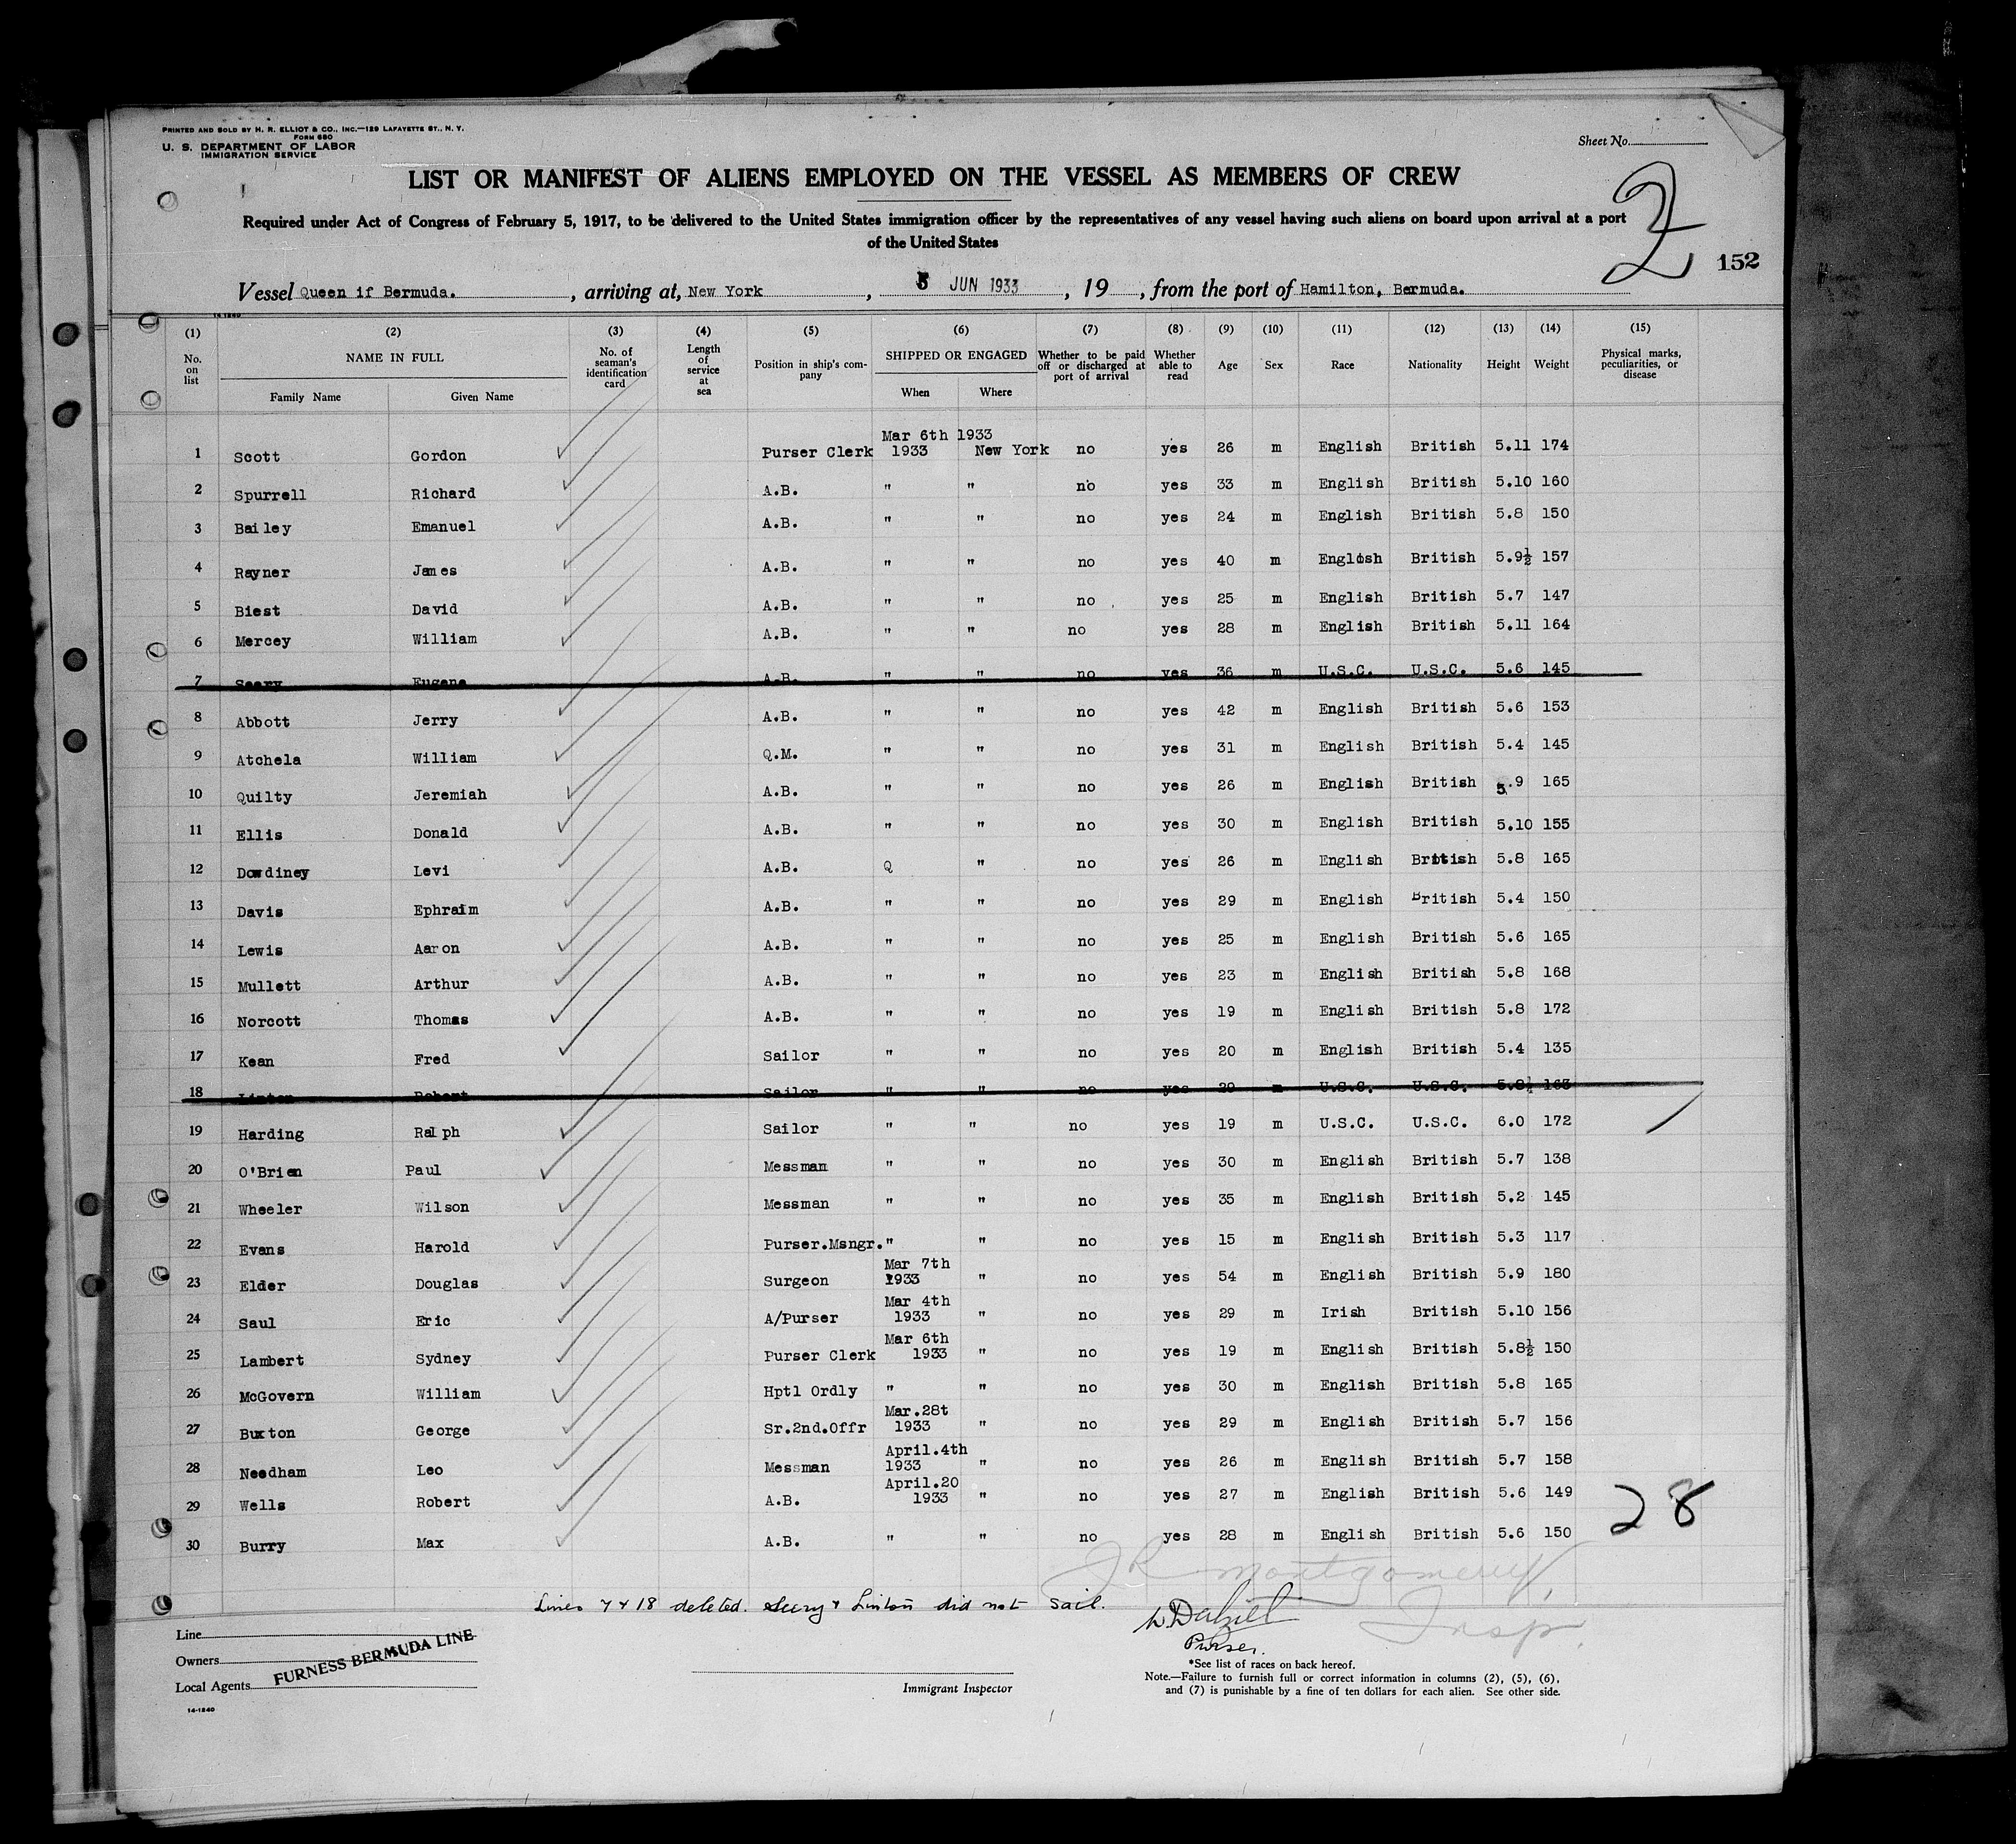 PRINTED AND SOLD BY H. R. ELLIOT & CO., INC.—129 LAFAYETTE ST., N. Y.
FORM 680
U. S. DEPARTMENT OF LABOR
IMMIGRATION SERVICE
Sheet No.
LIST OR MANIFEST OF ALIENS EMPLOYED ON THE VESSEL AS MEMBERS OF CREW
Required under Act of Congress of February 5, 1917, to be delivered to the United States immigration officer by the representatives of any vessel having such aliens on board upon arrival at a port
of the United States
2
152
Vessel Queen if Bermuda. , arriving at, New York , 5 JUN 1933 , 19 , from the port of Hamilton, Bermuda.
14-1240
(1) (2) (3) (4) (5) (6) (7) (8) (9) (10) (11) (12) (13) (14) (15)
No. on list NAME IN FULL Family Name Given Name No. of seaman's identification card Length of service at sea Position in ship's company SHIPPED OR ENGAGED When Where Whether to be paid off or discharged at port of arrival Whether able to read Age Sex Race Nationality Height Weight Physical marks, peculiarities, or disease
Mar 6th 1933
1 Scott Gordon Purser Clerk 1933 New York no yes 26 m English British 5.11 174
2 Spurrell Richard A.B. " " no yes 33 m English British 5.10 160
3 Bailey Emanuel A.B. " " no yes 24 m English British 5.8 150
4 Rayner James A.B. " " no yes 40 m Englosh British 5.9½ 157
5 Biest David A.B. " " no yes 25 m English British 5.7 147
6 Mercey William A.B. " " no yes 28 m English British 5.11 164
7 Seary Eugene A.B. " " no yes 36 m U.S.C. U.S.C. 5.6 145
8 Abbott Jerry A.B. " " no yes 42 m English British 5.6 153
9 Atchela William Q.M. " " no yes 31 m English British 5.4 145
10 Quilty Jeremiah A.B. " " no yes 26 m English British 5.9 165
11 Ellis Donald A.B. " " no yes 30 m English British 5.10 155
12 Dowdiney Levi A.B. Q " no yes 26 m English British 5.8 165
13 Davis Ephraim A.B. " " no yes 29 m English British 5.4 150
14 Lewis Aaron A.B. " " no yes 25 m English British 5.6 165
15 Mullett Arthur A.B. " " no yes 23 m English British 5.8 168
16 Norcott Thomas A.B. " " no yes 19 m English British 5.8 172
17 Kean Fred Sailor " " no yes 20 m English British 5.4 135
18 Linton Robert Sailor " " no yes 29 m U.S.C. U.S.C. 5.8½ 163
19 Harding Ralph Sailor " " no yes 19 m U.S.C. U.S.C. 6.0 172
20 O'Brien Paul Messman " " no yes 30 m English British 5.7 138
21 Wheeler Wilson Messman " " no yes 35 m English British 5.2 145
22 Evans Harold Purser.Msngr. " " no yes 15 m English British 5.3 117
Mar 7th
23 Elder Douglas Surgeon 1933 " no yes 54 m English British 5.9 180
Mar 4th
24 Saul Eric A/Purser 1933 " no yes 29 m Irish British 5.10 156
Mar 6th
25 Lambert Sydney Purser Clerk 1933 " no yes 19 m English British 5.8½ 150
26 McGovern William Hptl Ordly " " no yes 30 m English British 5.8 165
Mar.28t
27 Buxton George Sr.2nd.Offr 1933 " no yes 29 m English British 5.7 156
April.4th
28 Needham Leo Messman 1933 " no yes 26 m English British 5.7 158
April.20
29 Wells Robert A.B. 1933 " no yes 27 m English British 5.6 149
28
30 Burry Max A.B. " " no yes 28 m English British 5.6 150
JR Montgomery,
Insp.
Lines 7 & 18 deleted. Seery & Linton did not sail.
Purser.
Line
Owners
FURNESS BERMUDA LINE
Local Agents
14-1240
Immigrant Inspector
*See list of races on back hereof.
Note.—Failure to furnish full or correct information in columns (2), (5), (6),
and (7) is punishable by a fine of ten dollars for each alien. See other side.